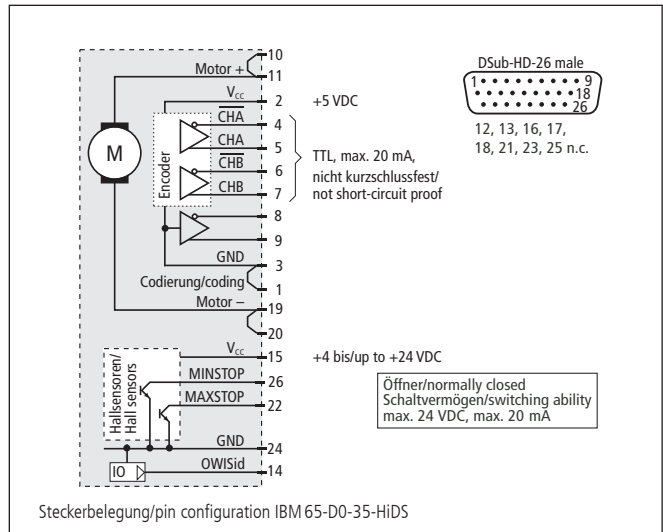 10
Motor +
11
Vcc
2
+5 VDC
CHA
4
CHA
5
CHB
6
CHB
7
TTL, max. 20 mA,
nicht kurzschlussfest/
not short-circuit proof
M
Encoder
8
9
GND
3
Codierung/coding
1
Motor –
19
20
Vcc
15
+4 bis/up to +24 VDC
Hallsensoren/
Hall sensors
MINSTOP
26
MAXSTOP
22
GND
24
IO
OWISid
14
DSub-HD-26 male
1
9
18
26
12, 13, 16, 17,
18, 21, 23, 25 n.c.
Öffner/normally closed
Schaltvermögen/switching ability
max. 24 VDC, max. 20 mA
Steckerbelegung/pin configuration IBM 65-D0-35-HiDS